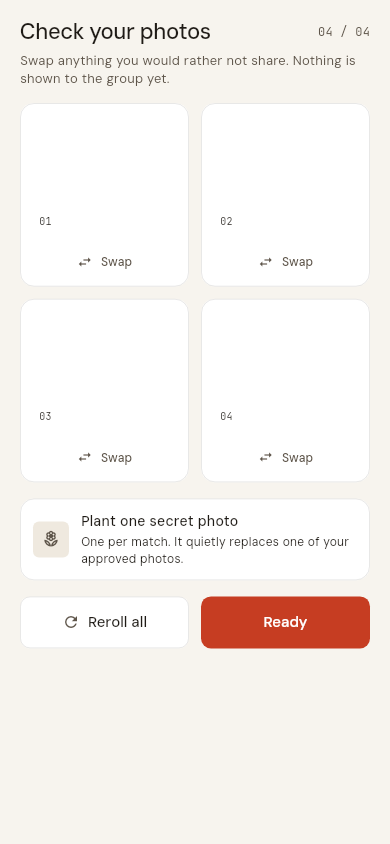 Check your photos
04 / 04
Swap anything you would rather not share. Nothing is
shown to the group yet.
01
02
Swap
Swap
03
04
Swap
Swap
Plant one secret photo
One per match. It quietly replaces one of your
approved photos.
Reroll all
Ready